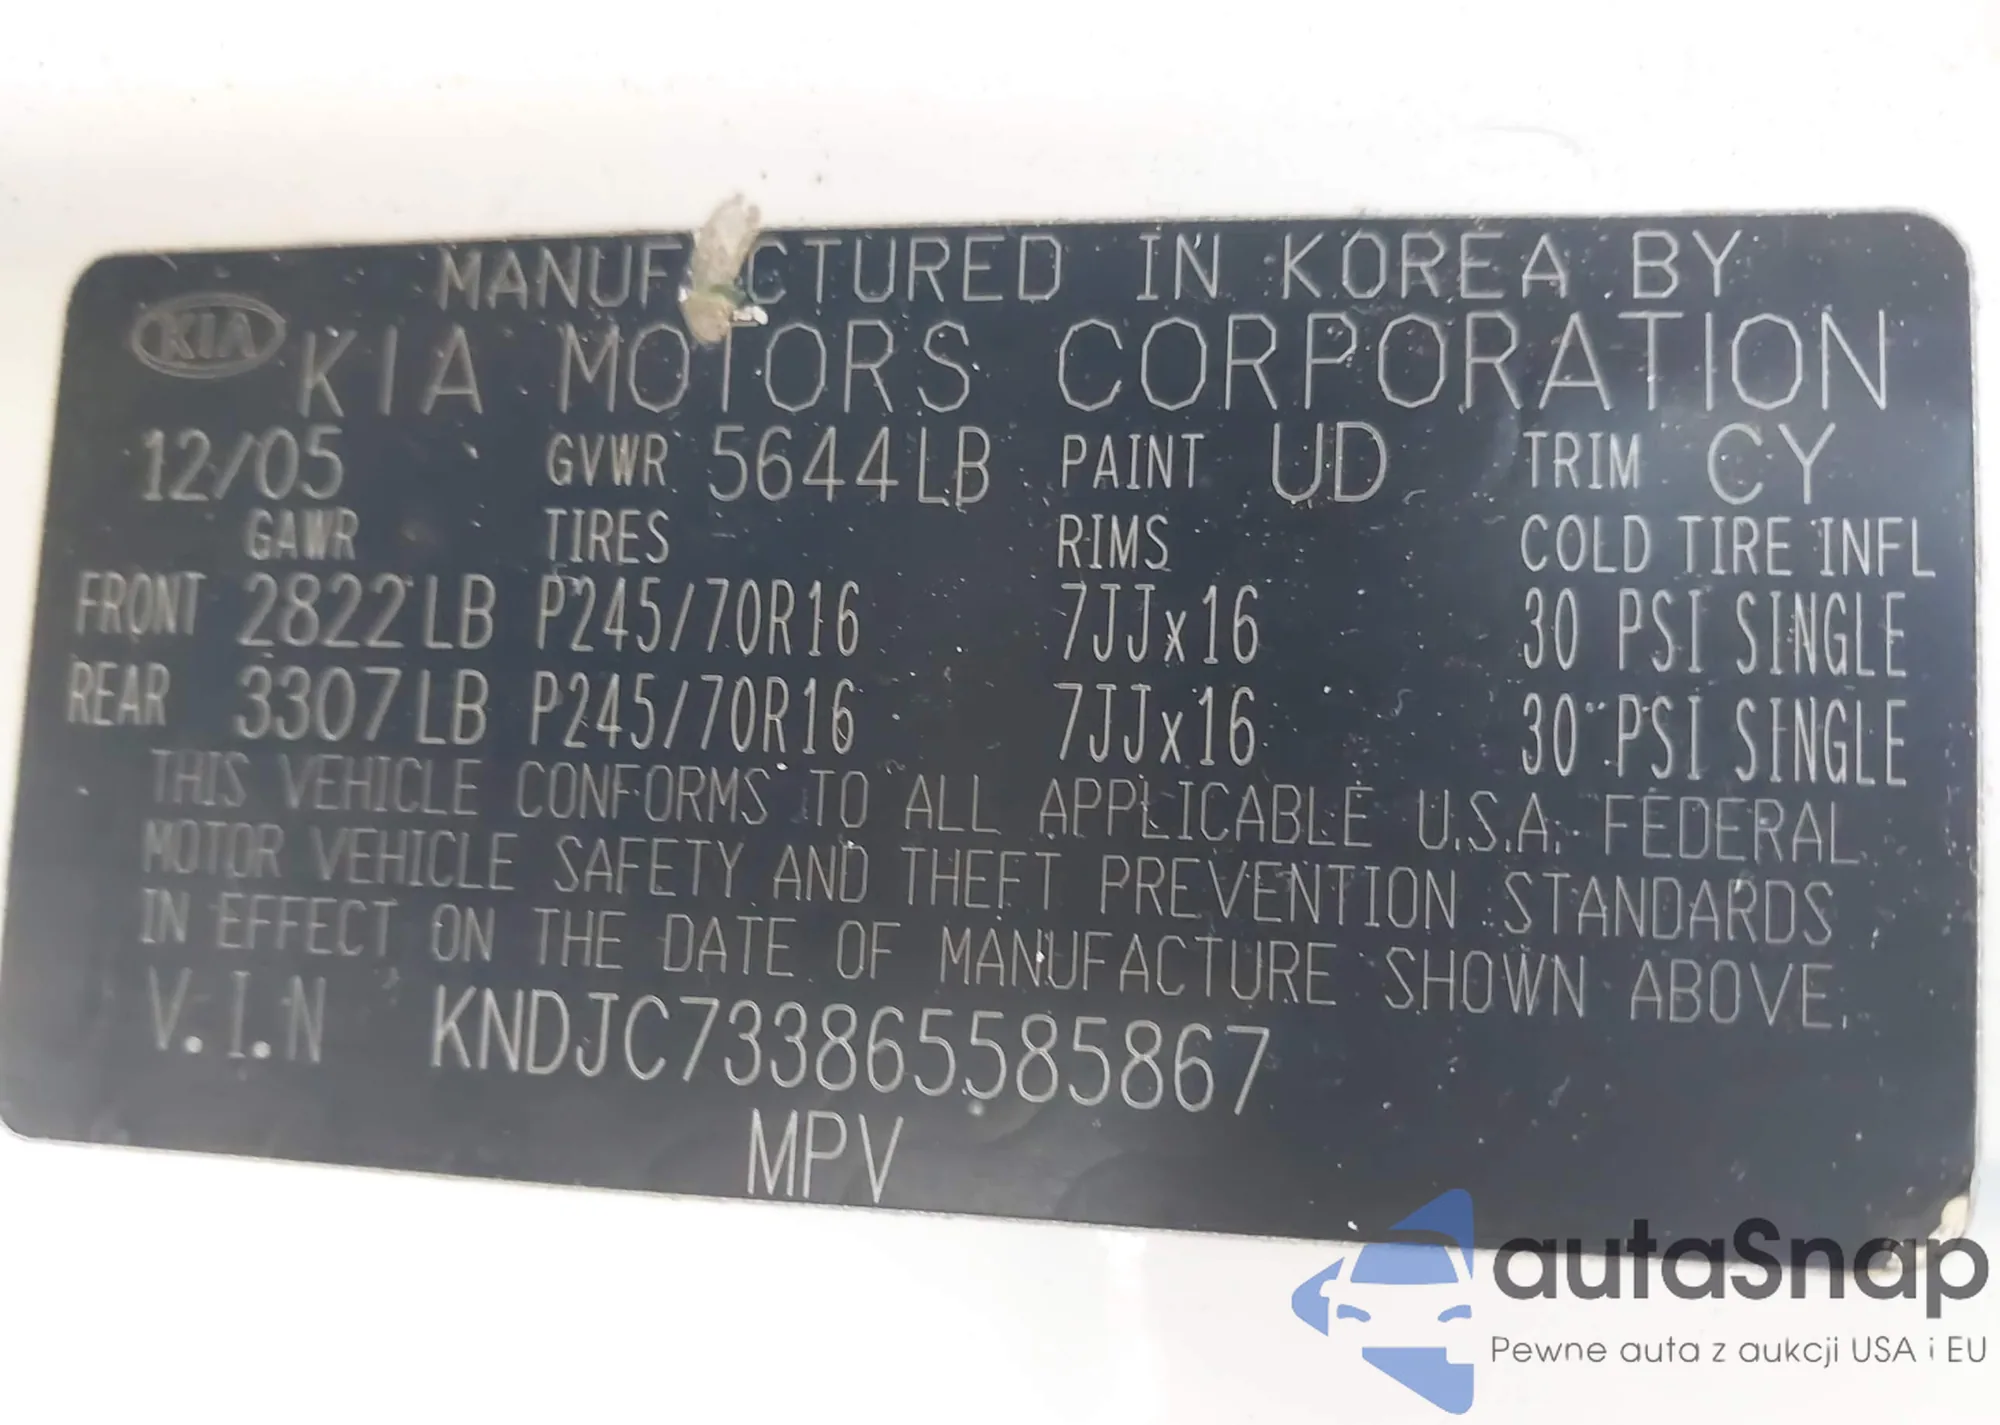 MANUFACTURED IN KOREA BY
KIA KIA MOTORS CORPORATION
12/05 GVWR 5644LB PAINT UD TRIM CY
GAWR TIRES RIMS COLD TIRE INFL
FRONT 2822LB P245/70R16 7JJx16 30 PSI SINGLE
REAR 3307LB P245/70R16 7JJx16 30 PSI SINGLE
THIS VEHICLE CONFORMS TO ALL APPLICABLE U.S.A. FEDERAL
MOTOR VEHICLE SAFETY AND THEFT PREVENTION STANDARDS
IN EFFECT ON THE DATE OF MANUFACTURE SHOWN ABOVE.
V.I.N KNDJC733865585867
MPV
autaSnap
Pewne auta z aukcji USA i EU